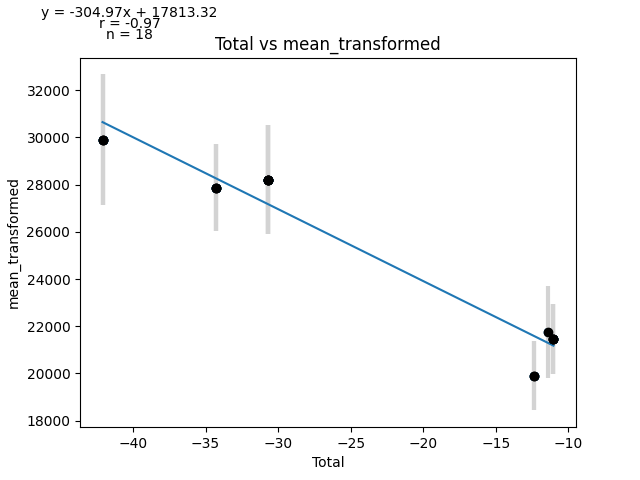 y = -304.97x + 17813.32
r = -0.97
n = 18
Total vs mean_transformed
32000
30000
28000
26000
24000
22000
20000
18000
mean_transformed
−40
−35
−30
−25
−20
−15
−10
Total